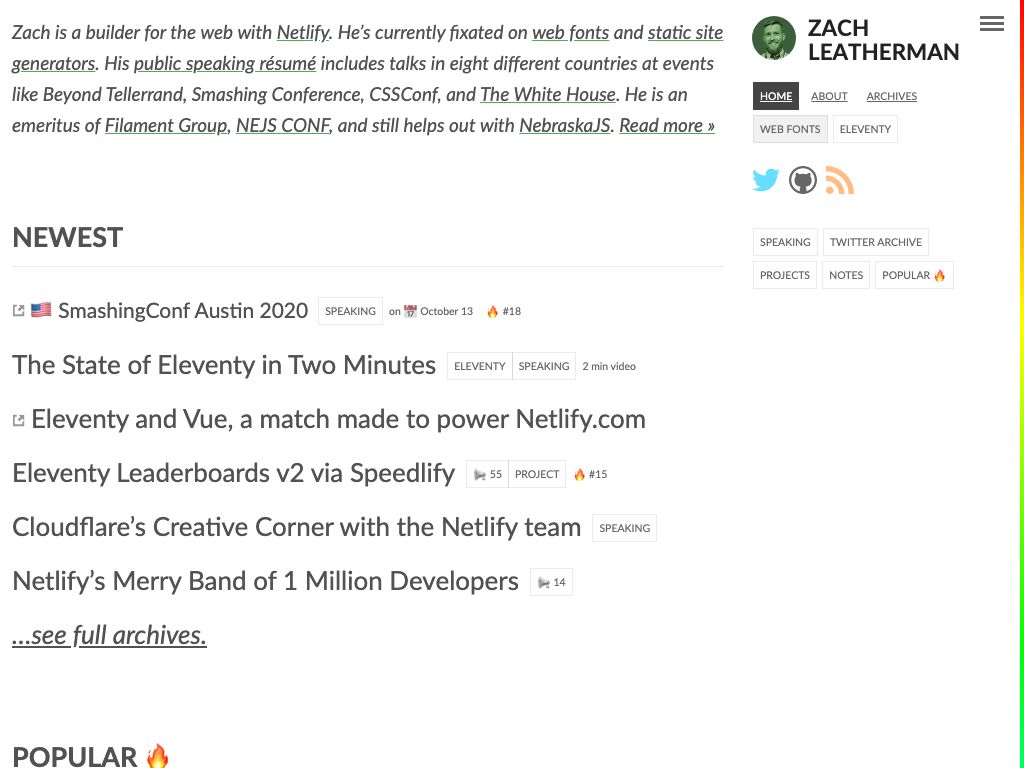 Zach is a builder for the web with Netlify. He’s currently fixated on web fonts and static site
generators. His public speaking résumé includes talks in eight different countries at events
like Beyond Tellerrand, Smashing Conference, CSSConf, and The White House. He is an
emeritus of Filament Group, NEJS CONF, and still helps out with NebraskaJS. Read more »
NEWEST
SmashingConf Austin 2020 SPEAKING on October 13 #18
The State of Eleventy in Two Minutes ELEVENTY SPEAKING 2 min video
Eleventy and Vue, a match made to power Netlify.com
Eleventy Leaderboards v2 via Speedlify 55 PROJECT #15
Cloudflare’s Creative Corner with the Netlify team SPEAKING
Netlify’s Merry Band of 1 Million Developers 14
…see full archives.
POPULAR
ZACH
LEATHERMAN
HOME ABOUT ARCHIVES
WEB FONTS ELEVENTY
SPEAKING TWITTER ARCHIVE
PROJECTS NOTES POPULAR